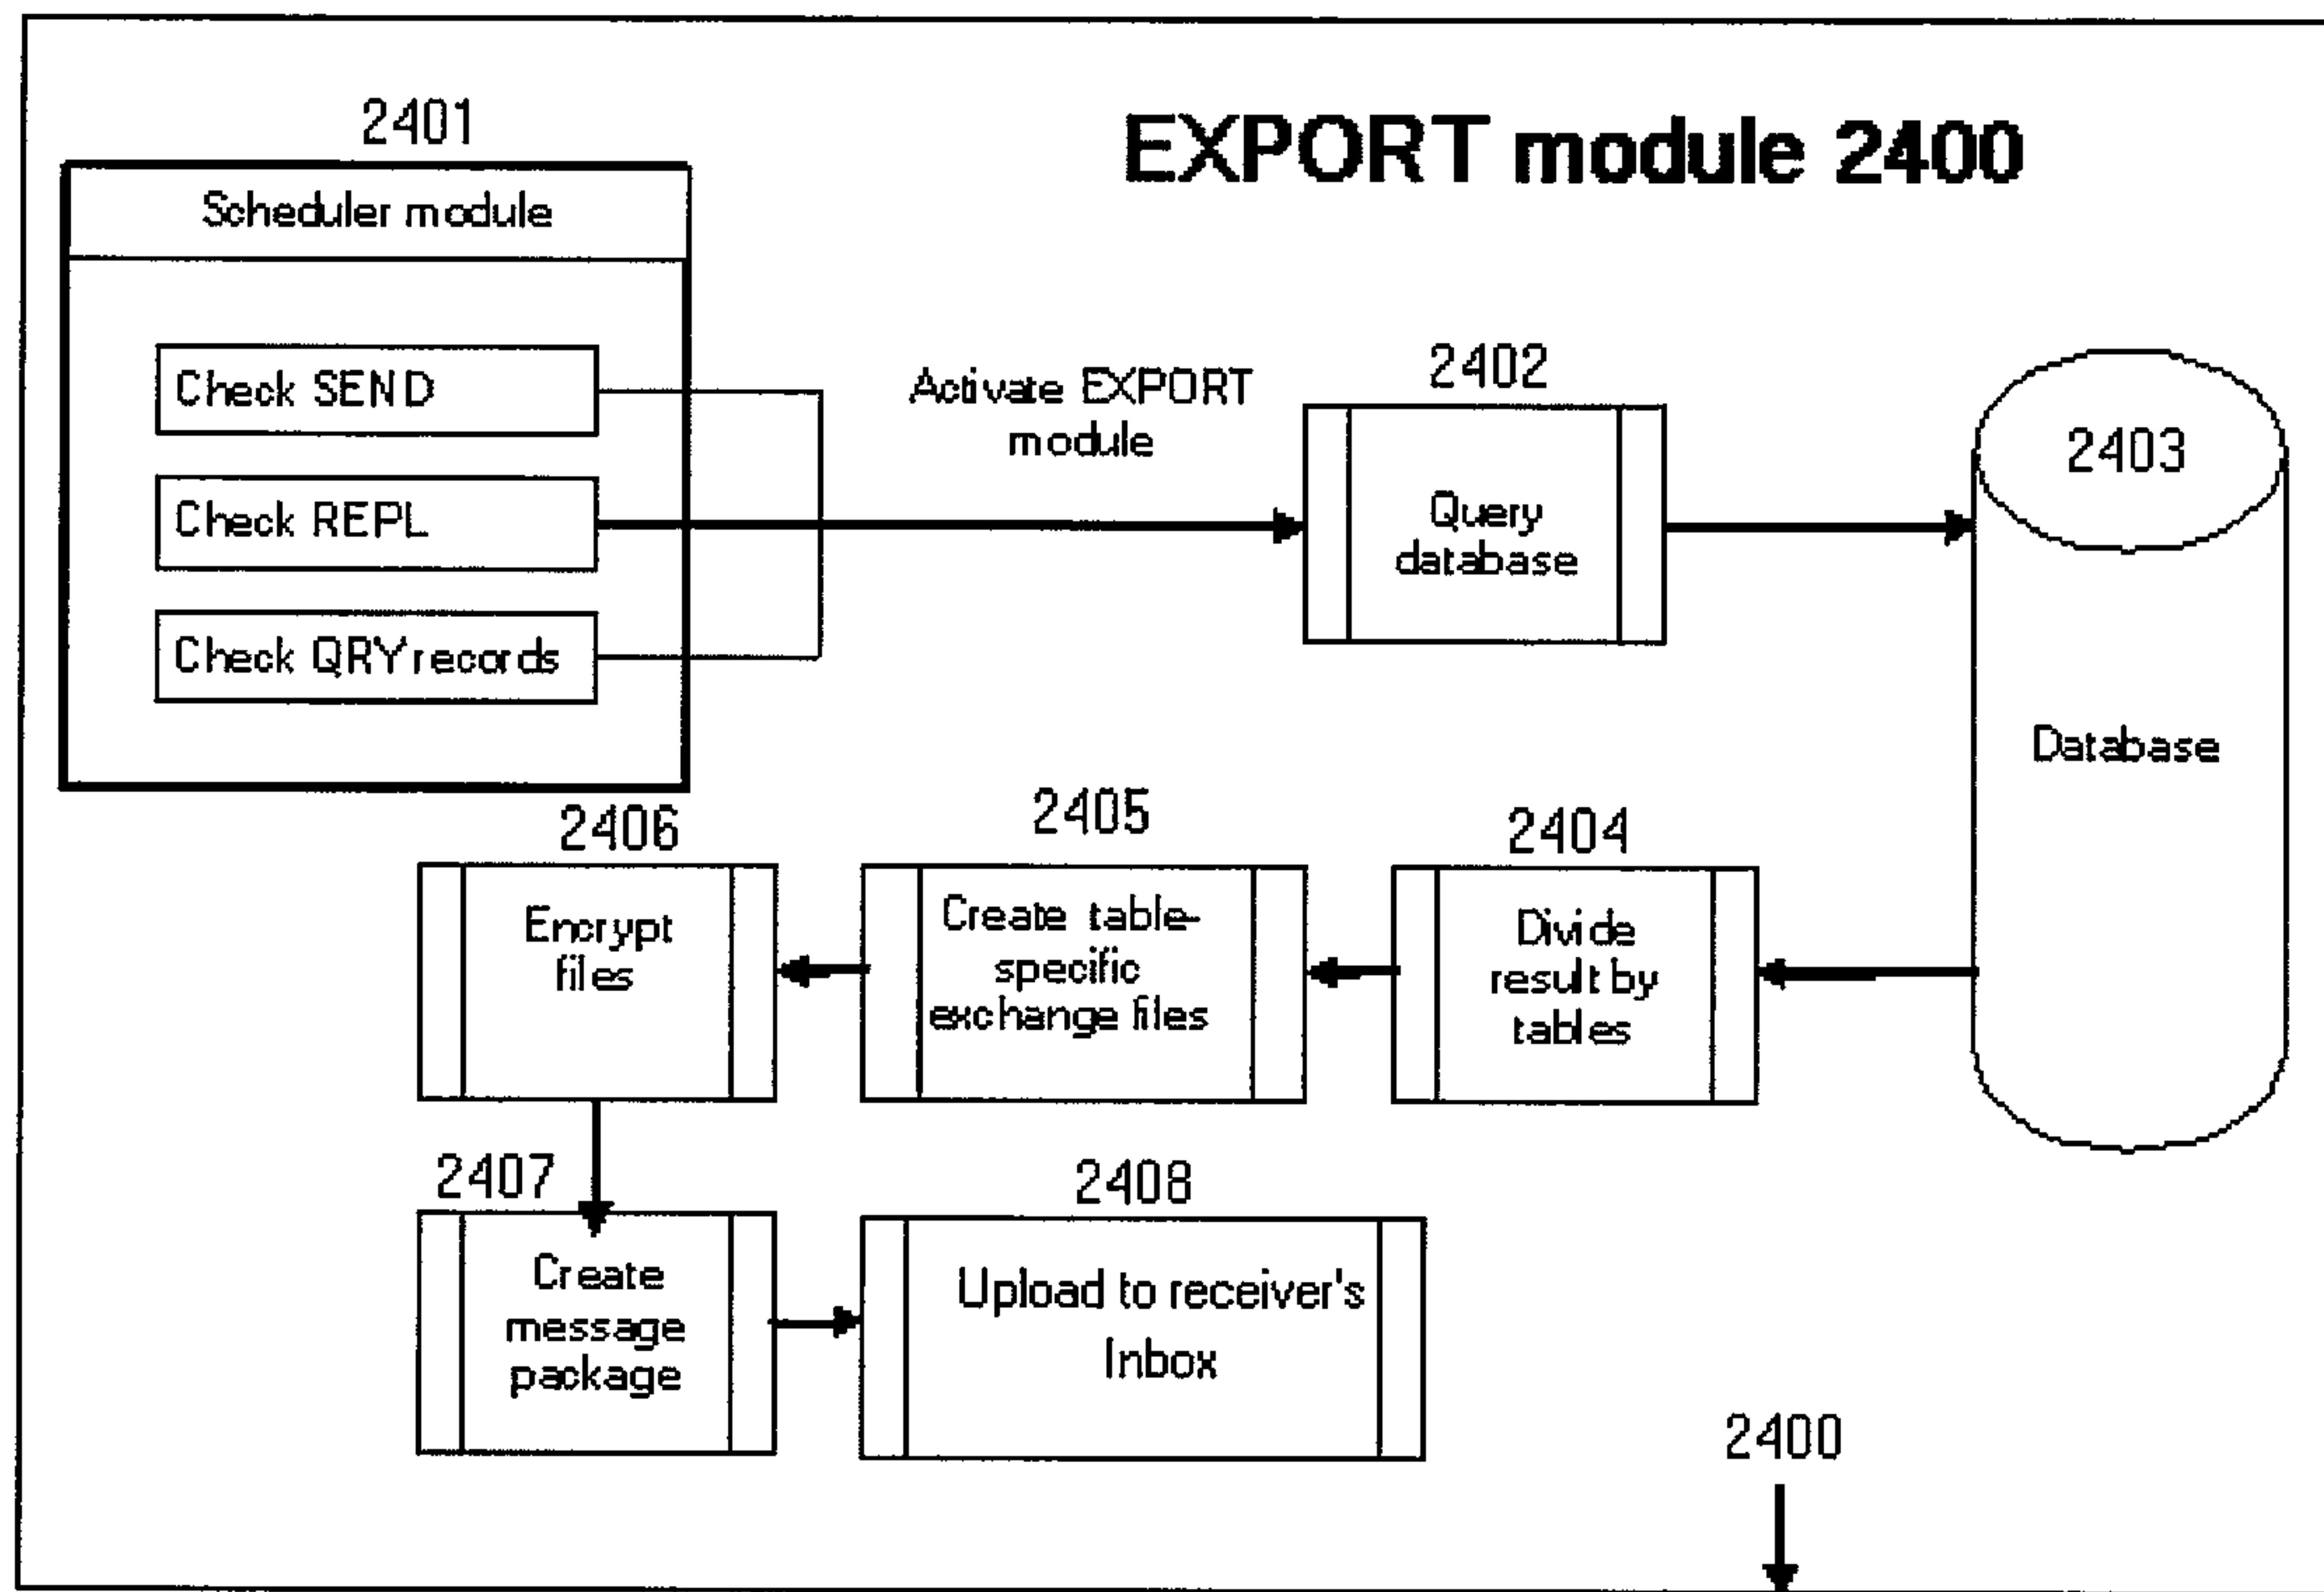 2401
EXPORT module 2400
Scheduler module
Check SEND
Check REPL
Check QRY records
Activate EXPORT
module
2402
Query
database
2403
Database
2406
Encrypt
files
2405
Create table-
specific
exchange files
2404
Divide
result by
tables
2407
Create
message
package
2408
Upload to receiver's
Inbox
2400